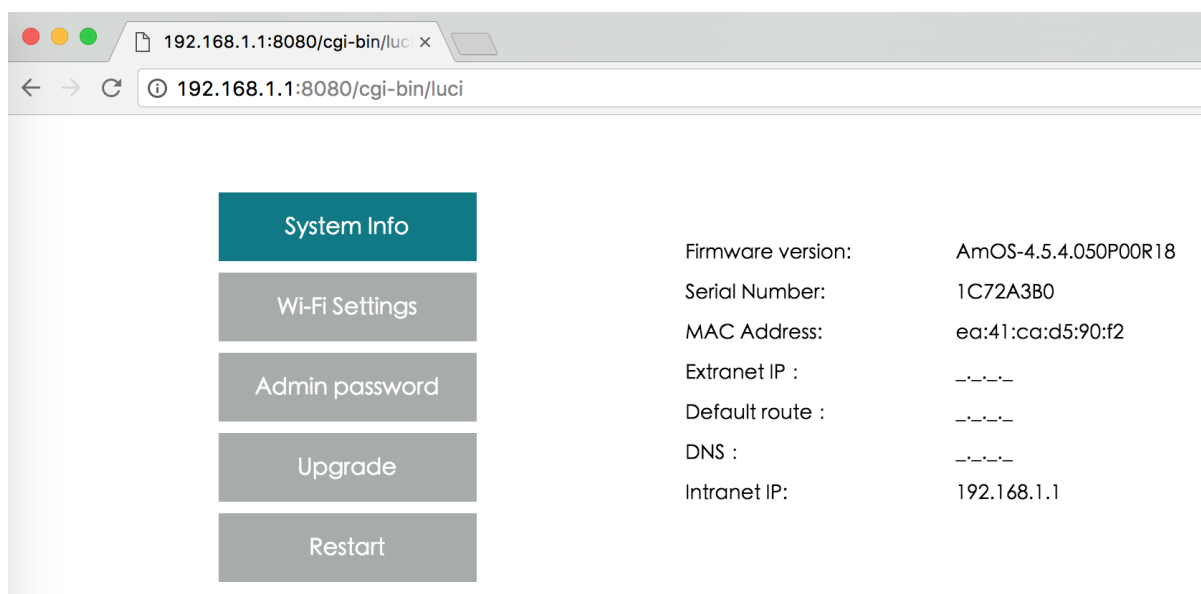 192.168.1.1:8080/cgi-bin/luc
192.168.1.1:8080/cgi-bin/luci
System Info
Wi-Fi Settings
Admin password
Upgrade
Restart
Firmware version: AmOS-4.5.4.050P00R18
Serial Number: 1C72A3B0
MAC Address: ea:41:ca:d5:90:f2
Extranet IP : _._._._
Default route : _._._._
DNS : _._._._
Intranet IP: 192.168.1.1